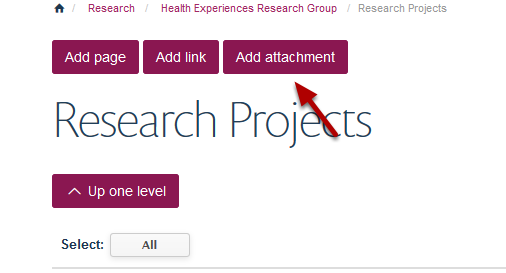 / Research / Health Experiences Research Group / Research Projects
Add page Add link Add attachment
Research Projects
Up one level
Select: All